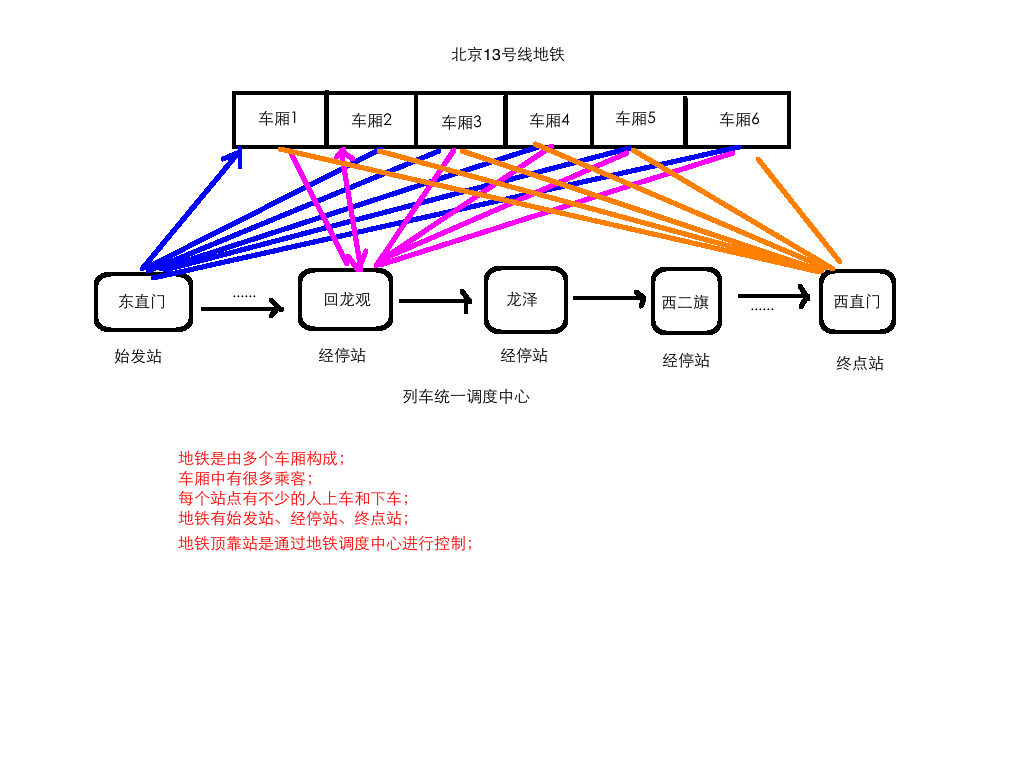 北京13号线地铁
车厢1 车厢2 车厢3 车厢4 车厢5 车厢6
东直门 ...... 回龙观 龙泽 西二旗 ...... 西直门
始发站 经停站 经停站 经停站 终点站
列车统一调度中心
地铁是由多个车厢构成；
车厢中有很多乘客；
每个站点有不少的人上车和下车；
地铁有始发站、经停站、终点站；
地铁顶靠站是通过地铁调度中心进行控制；